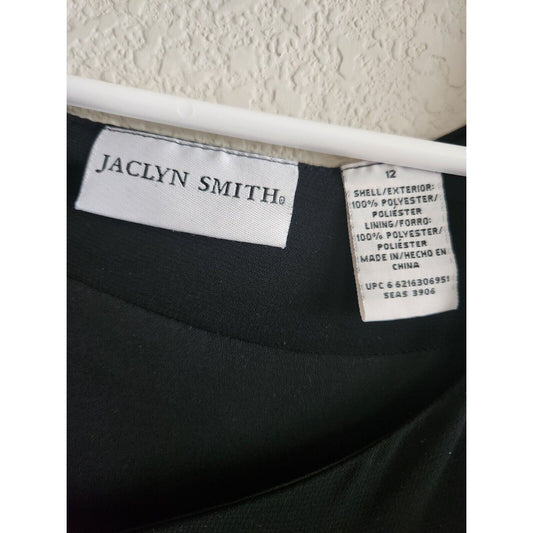 JACLYN SMITH®
12
SHELL/EXTERIOR:
100% POLYESTER/
POLIÉSTER
LINING/FORRO:
100% POLYESTER/
POLIÉSTER
MADE IN/HECHO EN
CHINA
UPC 6 6216306951
SEAS 3906